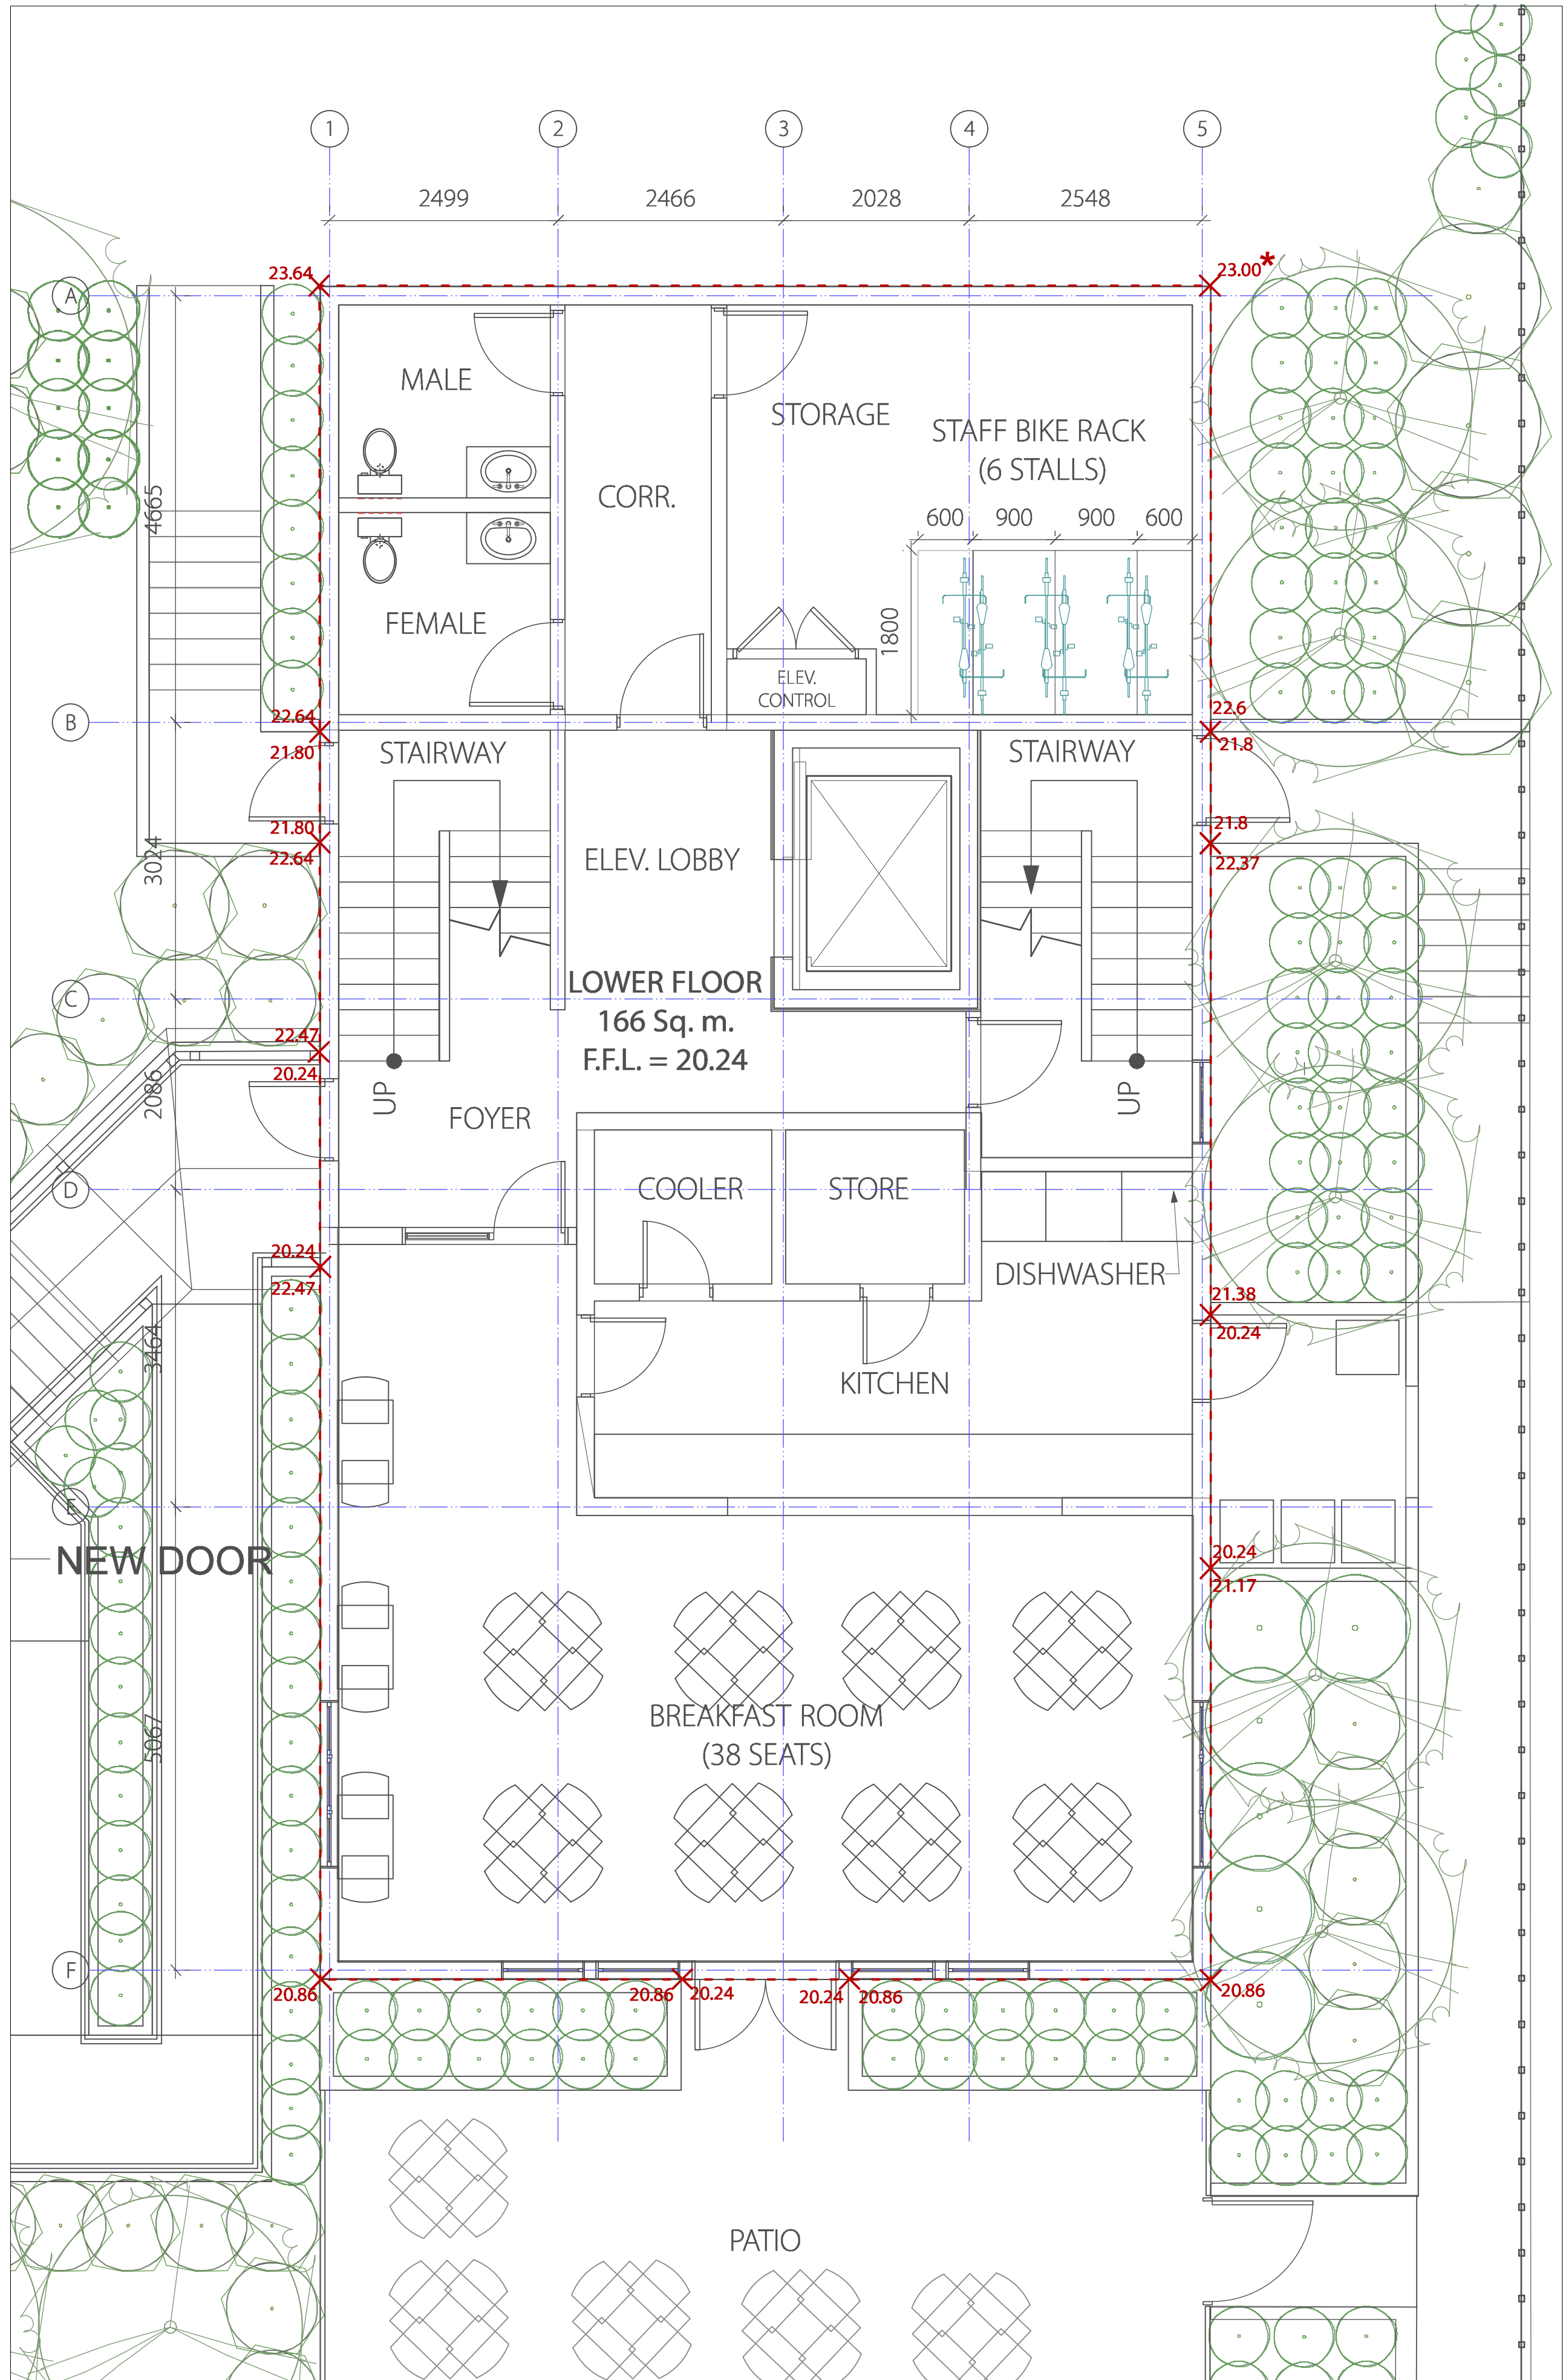 1
2
3
4
5
2499
2466
2028
2548
23.64
23.00*
A
MALE
STORAGE
STAFF BIKE RACK
(6 STALLS)
CORR.
4665
600
900
900
600
FEMALE
1800
ELEV.
CONTROL
22.64
22.6
B
21.80
21.8
STAIRWAY
STAIRWAY
21.80
21.8
3024
22.64
22.37
ELEV. LOBBY
LOWER FLOOR
166 Sq. m.
F.F.L. = 20.24
C
22.47
20.24
2086
UP
UP
FOYER
D
COOLER
STORE
20.24
22.47
DISHWASHER
21.38
20.24
3464
KITCHEN
E
NEW DOOR
20.24
21.17
BREAKFAST ROOM
(38 SEATS)
5067
F
20.86
20.86
20.24
20.24
20.86
20.86
PATIO